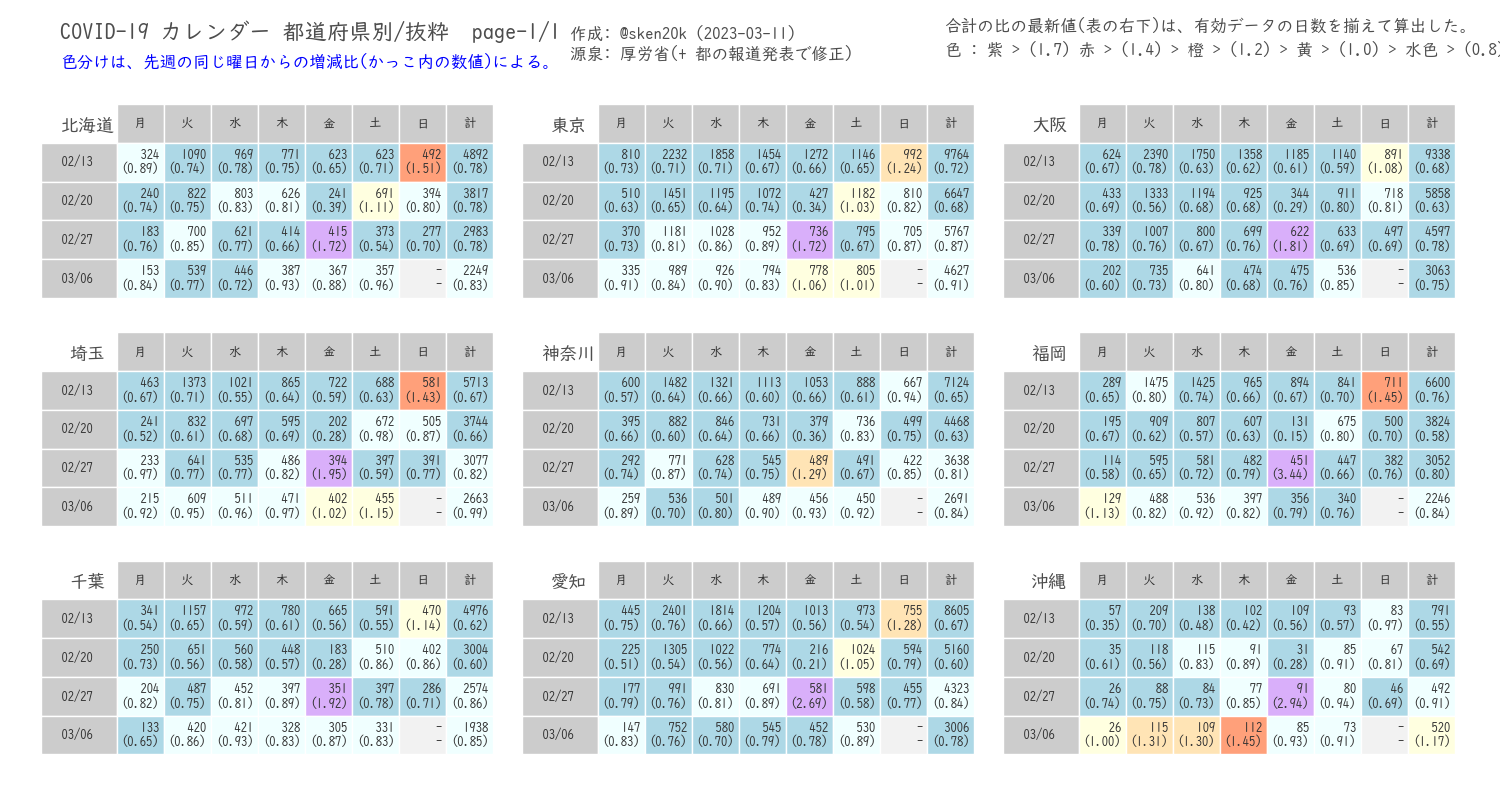 COVID-19 カレンダー 都道府県別/抜粋 page-1/1
作成: @sken20k (2023-03-11)
源泉: 厚労省(+ 都の報道発表で修正)
合計の比の最新値(表の右下)は、有効データの日数を揃えて算出した。
色分けは、先週の同じ曜日からの増減比(かっこ内の数値)による。
色 : 紫 > (1.7) 赤 > (1.4) > 橙 > (1.2) > 黄 > (1.0) > 水色 > (0.8)
北海道 月 火 水 木 金 土 日 計
02/13 324 1090 969 771 623 623 492 4892
(0.89) (0.74) (0.78) (0.75) (0.65) (0.71) (1.51) (0.78)
02/20 240 822 803 626 241 691 394 3817
(0.74) (0.75) (0.83) (0.81) (0.39) (1.11) (0.80) (0.78)
02/27 183 700 621 414 415 373 277 2983
(0.76) (0.85) (0.77) (0.66) (1.72) (0.54) (0.70) (0.78)
03/06 153 539 446 387 367 357 - 2249
(0.84) (0.77) (0.72) (0.93) (0.88) (0.96) - (0.83)
東京 月 火 水 木 金 土 日 計
02/13 810 2232 1858 1454 1272 1146 992 9764
(0.73) (0.71) (0.71) (0.67) (0.66) (0.65) (1.24) (0.72)
02/20 510 1451 1195 1072 427 1182 810 6647
(0.63) (0.65) (0.64) (0.74) (0.34) (1.03) (0.82) (0.68)
02/27 370 1181 1028 952 736 795 705 5767
(0.73) (0.81) (0.86) (0.89) (1.72) (0.67) (0.87) (0.87)
03/06 335 989 926 794 778 805 - 4627
(0.91) (0.84) (0.90) (0.83) (1.06) (1.01) - (0.91)
大阪 月 火 水 木 金 土 日 計
02/13 624 2390 1750 1358 1185 1140 891 9338
(0.67) (0.78) (0.63) (0.62) (0.61) (0.59) (1.08) (0.68)
02/20 433 1333 1194 925 344 911 718 5858
(0.69) (0.56) (0.68) (0.68) (0.29) (0.80) (0.81) (0.63)
02/27 339 1007 800 699 622 633 497 4597
(0.78) (0.76) (0.67) (0.76) (1.81) (0.69) (0.69) (0.78)
03/06 202 735 641 474 475 536 - 3063
(0.60) (0.73) (0.80) (0.68) (0.76) (0.85) - (0.75)
埼玉 月 火 水 木 金 土 日 計
02/13 463 1373 1021 865 722 688 581 5713
(0.67) (0.71) (0.55) (0.64) (0.59) (0.63) (1.43) (0.67)
02/20 241 832 697 595 202 672 505 3744
(0.52) (0.61) (0.68) (0.69) (0.28) (0.98) (0.87) (0.66)
02/27 233 641 535 486 394 397 391 3077
(0.97) (0.77) (0.77) (0.82) (1.95) (0.59) (0.77) (0.82)
03/06 215 609 511 471 402 455 - 2663
(0.92) (0.95) (0.96) (0.97) (1.02) (1.15) - (0.99)
神奈川 月 火 水 木 金 土 日 計
02/13 600 1482 1321 1113 1053 888 667 7124
(0.57) (0.64) (0.66) (0.60) (0.66) (0.61) (0.94) (0.65)
02/20 395 882 846 731 379 736 499 4468
(0.66) (0.60) (0.64) (0.66) (0.36) (0.83) (0.75) (0.63)
02/27 292 771 628 545 489 491 422 3638
(0.74) (0.87) (0.74) (0.75) (1.29) (0.67) (0.85) (0.81)
03/06 259 536 501 489 456 450 - 2691
(0.89) (0.70) (0.80) (0.90) (0.93) (0.92) - (0.84)
福岡 月 火 水 木 金 土 日 計
02/13 289 1475 1425 965 894 841 711 6600
(0.65) (0.80) (0.74) (0.66) (0.67) (0.70) (1.45) (0.76)
02/20 195 909 807 607 131 675 500 3824
(0.67) (0.62) (0.57) (0.63) (0.15) (0.80) (0.70) (0.58)
02/27 114 595 581 482 451 447 382 3052
(0.58) (0.65) (0.72) (0.79) (3.44) (0.66) (0.76) (0.80)
03/06 129 488 536 397 356 340 - 2246
(1.13) (0.82) (0.92) (0.82) (0.79) (0.76) - (0.84)
千葉 月 火 水 木 金 土 日 計
02/13 341 1157 972 780 665 591 470 4976
(0.54) (0.65) (0.59) (0.61) (0.56) (0.55) (1.14) (0.62)
02/20 250 651 560 448 183 510 402 3004
(0.73) (0.56) (0.58) (0.57) (0.28) (0.86) (0.86) (0.60)
02/27 204 487 452 397 351 397 286 2574
(0.82) (0.75) (0.81) (0.89) (1.92) (0.78) (0.71) (0.86)
03/06 133 420 421 328 305 331 - 1938
(0.65) (0.86) (0.93) (0.83) (0.87) (0.83) - (0.85)
愛知 月 火 水 木 金 土 日 計
02/13 445 2401 1814 1204 1013 973 755 8605
(0.75) (0.76) (0.66) (0.57) (0.56) (0.54) (1.28) (0.67)
02/20 225 1305 1022 774 216 1024 594 5160
(0.51) (0.54) (0.56) (0.64) (0.21) (1.05) (0.79) (0.60)
02/27 177 991 830 691 581 598 455 4323
(0.79) (0.76) (0.81) (0.89) (2.69) (0.58) (0.77) (0.84)
03/06 147 752 580 545 452 530 - 3006
(0.83) (0.76) (0.70) (0.79) (0.78) (0.89) - (0.78)
沖縄 月 火 水 木 金 土 日 計
02/13 57 209 138 102 109 93 83 791
(0.35) (0.70) (0.48) (0.42) (0.56) (0.57) (0.97) (0.55)
02/20 35 118 115 91 31 85 67 542
(0.61) (0.56) (0.83) (0.89) (0.28) (0.91) (0.81) (0.69)
02/27 26 88 84 77 91 80 46 492
(0.74) (0.75) (0.73) (0.85) (2.94) (0.94) (0.69) (0.91)
03/06 26 115 109 112 85 73 - 520
(1.00) (1.31) (1.30) (1.45) (0.93) (0.91) - (1.17)